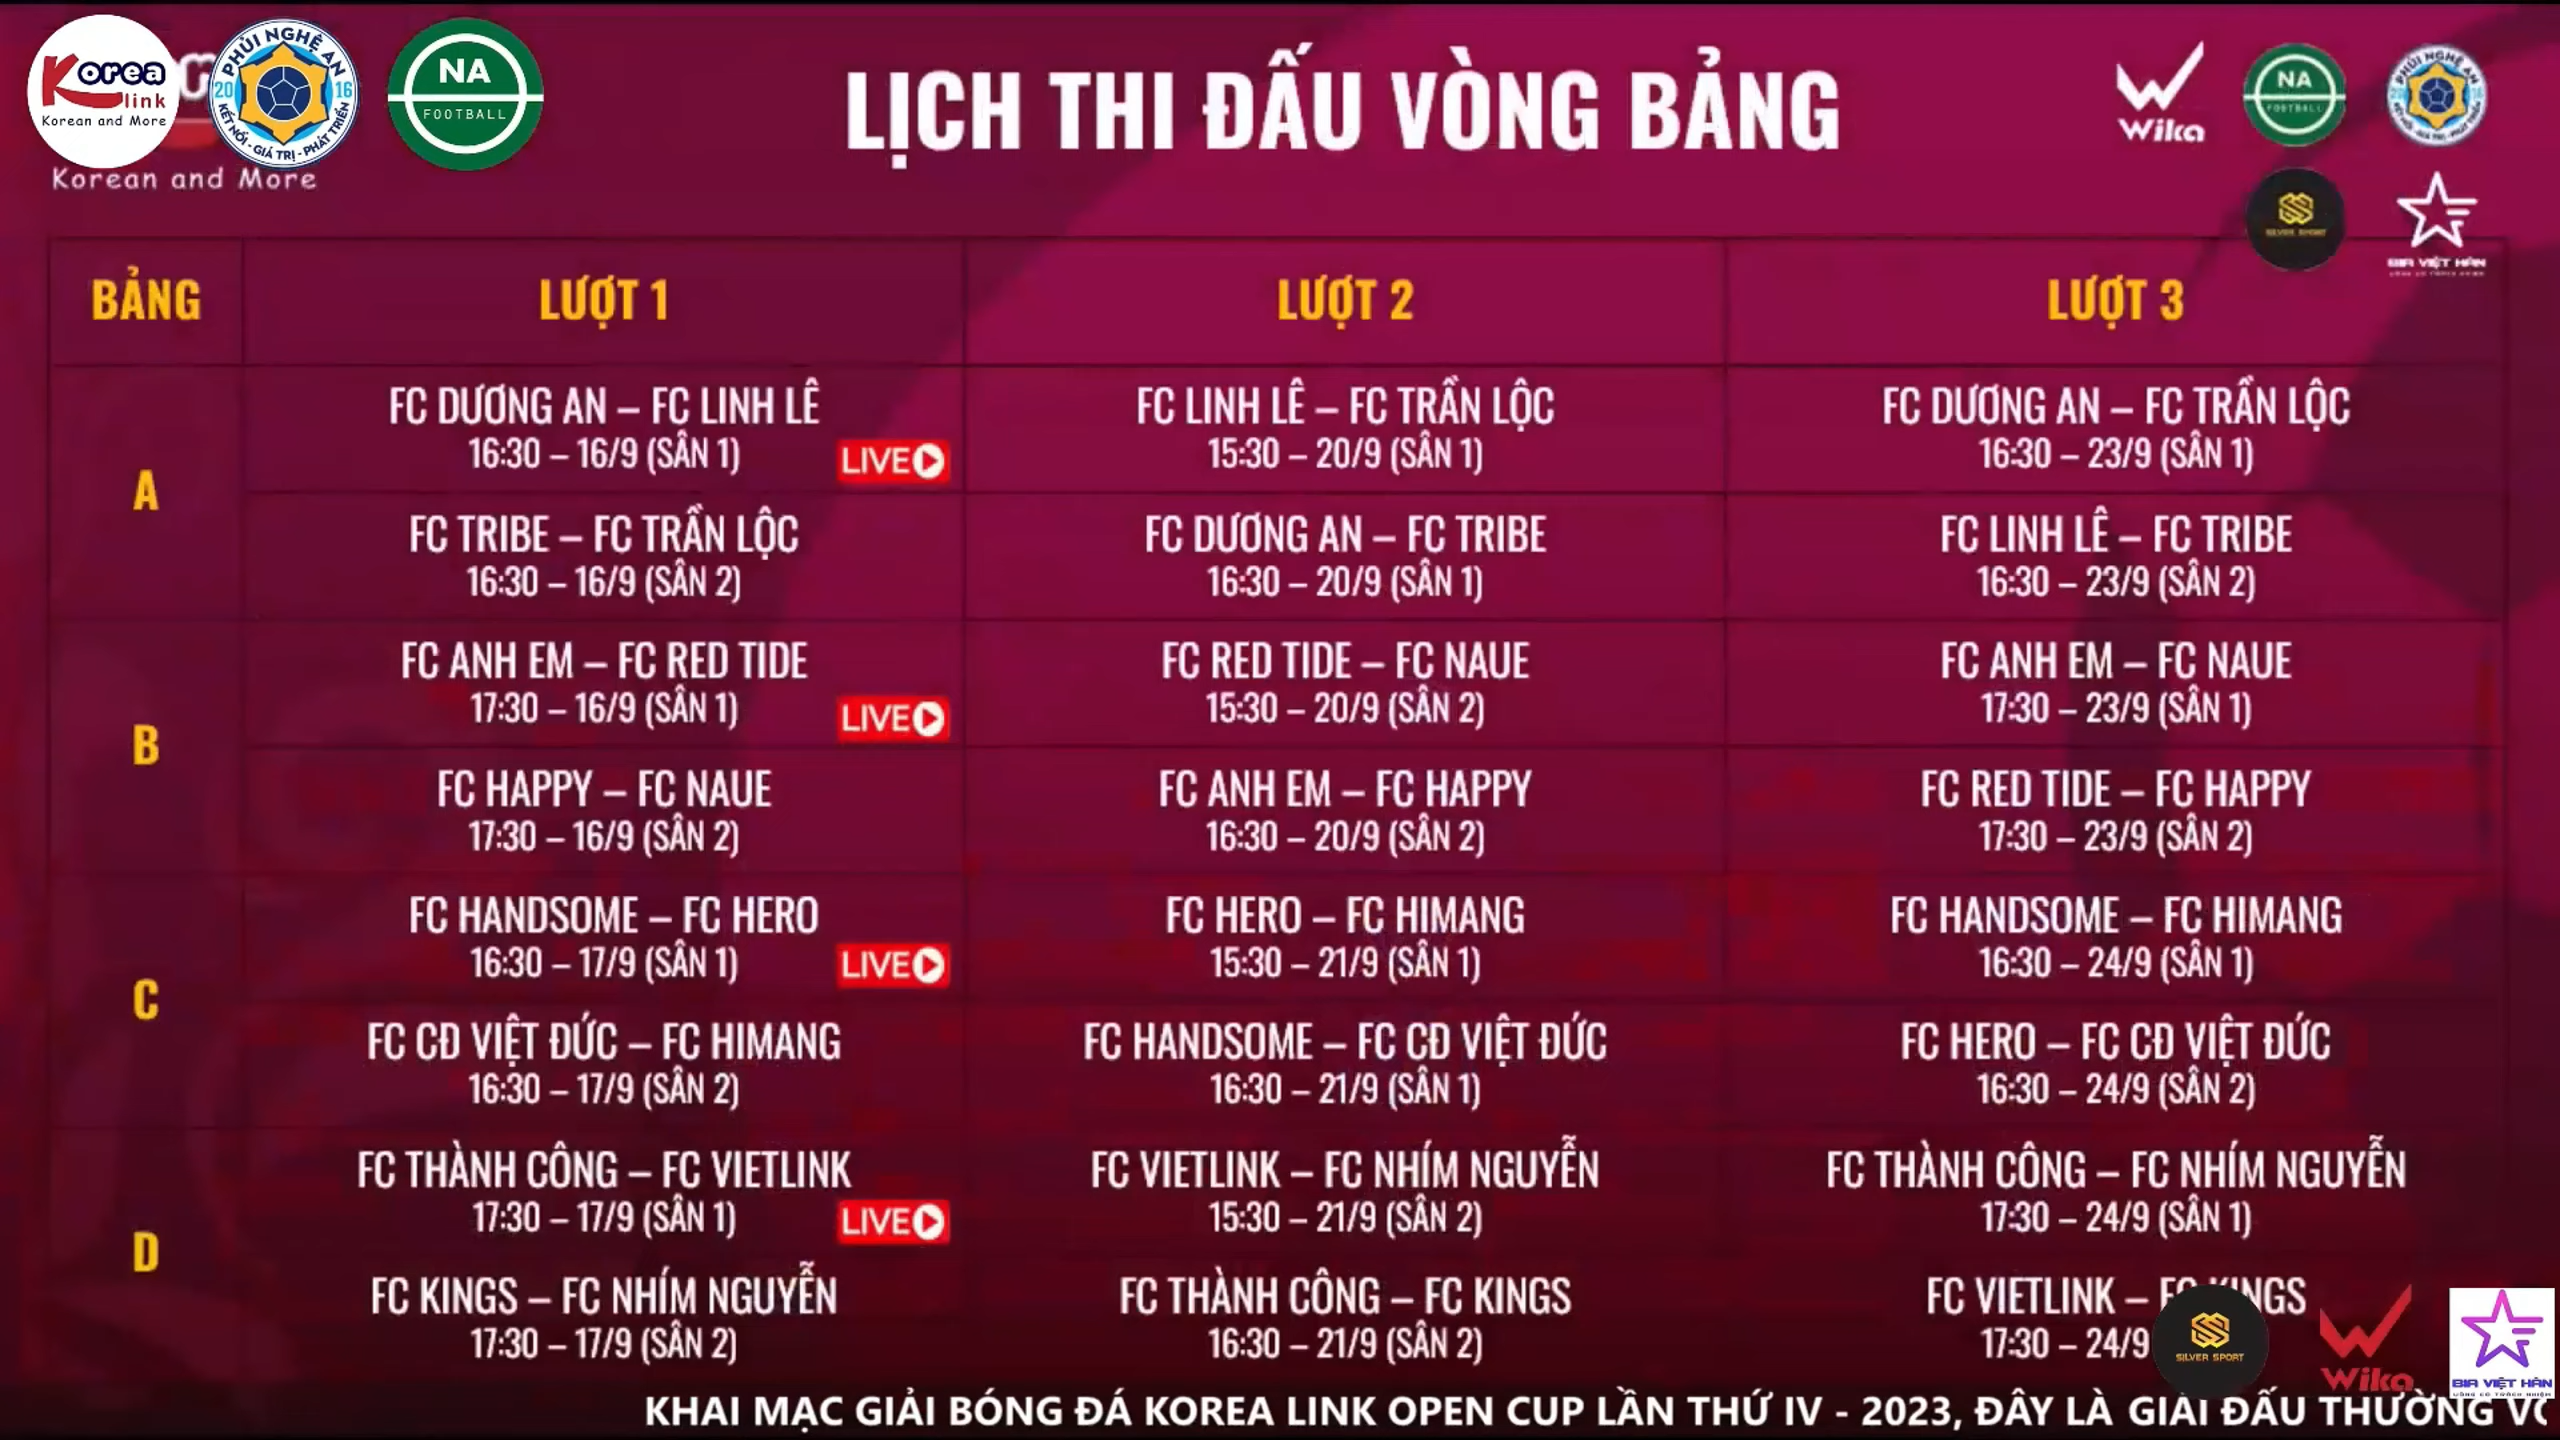 Korea
link
Korean and More
Korean and More
PHỦI NGHỆ AN
20 16
KẾT NỐI - GIÁ TRỊ - PHÁT TRIỂN
NA
FOOTBALL
LỊCH THI ĐẤU VÒNG BẢNG
Wika
NA
FOOTBALL
PHỦI NGHỆ AN
SILVER SPORT
BIA VIỆT HÀN
BẢNG LƯỢT 1 LƯỢT 2 LƯỢT 3
A
FC DƯƠNG AN – FC LINH LÊ
16:30 – 16/9 (SÂN 1)
LIVE
FC LINH LÊ – FC TRẦN LỘC
15:30 – 20/9 (SÂN 1)
FC DƯƠNG AN – FC TRẦN LỘC
16:30 – 23/9 (SÂN 1)
FC TRIBE – FC TRẦN LỘC
16:30 – 16/9 (SÂN 2)
FC DƯƠNG AN – FC TRIBE
16:30 – 20/9 (SÂN 1)
FC LINH LÊ – FC TRIBE
16:30 – 23/9 (SÂN 2)
B
FC ANH EM – FC RED TIDE
17:30 – 16/9 (SÂN 1)
LIVE
FC RED TIDE – FC NAUE
15:30 – 20/9 (SÂN 2)
FC ANH EM – FC NAUE
17:30 – 23/9 (SÂN 1)
FC HAPPY – FC NAUE
17:30 – 16/9 (SÂN 2)
FC ANH EM – FC HAPPY
16:30 – 20/9 (SÂN 2)
FC RED TIDE – FC HAPPY
17:30 – 23/9 (SÂN 2)
C
FC HANDSOME – FC HERO
16:30 – 17/9 (SÂN 1)
LIVE
FC HERO – FC HIMANG
15:30 – 21/9 (SÂN 1)
FC HANDSOME – FC HIMANG
16:30 – 24/9 (SÂN 1)
FC CĐ VIỆT ĐỨC – FC HIMANG
16:30 – 17/9 (SÂN 2)
FC HANDSOME – FC CĐ VIỆT ĐỨC
16:30 – 21/9 (SÂN 1)
FC HERO – FC CĐ VIỆT ĐỨC
16:30 – 24/9 (SÂN 2)
D
FC THÀNH CÔNG – FC VIETLINK
17:30 – 17/9 (SÂN 1)
LIVE
FC VIETLINK – FC NHÍM NGUYỄN
15:30 – 21/9 (SÂN 2)
FC THÀNH CÔNG – FC NHÍM NGUYỄN
17:30 – 24/9 (SÂN 1)
FC KINGS – FC NHÍM NGUYỄN
17:30 – 17/9 (SÂN 2)
FC THÀNH CÔNG – FC KINGS
16:30 – 21/9 (SÂN 2)
FC VIETLINK –
17:30 – 24/9
SILVER SPORT
Wika
BIA VIỆT HÀN
KHAI MẠC GIẢI BÓNG ĐÁ KOREA LINK OPEN CUP LẦN THỨ IV - 2023, ĐÂY LÀ GIẢI ĐẤU THƯỜNG